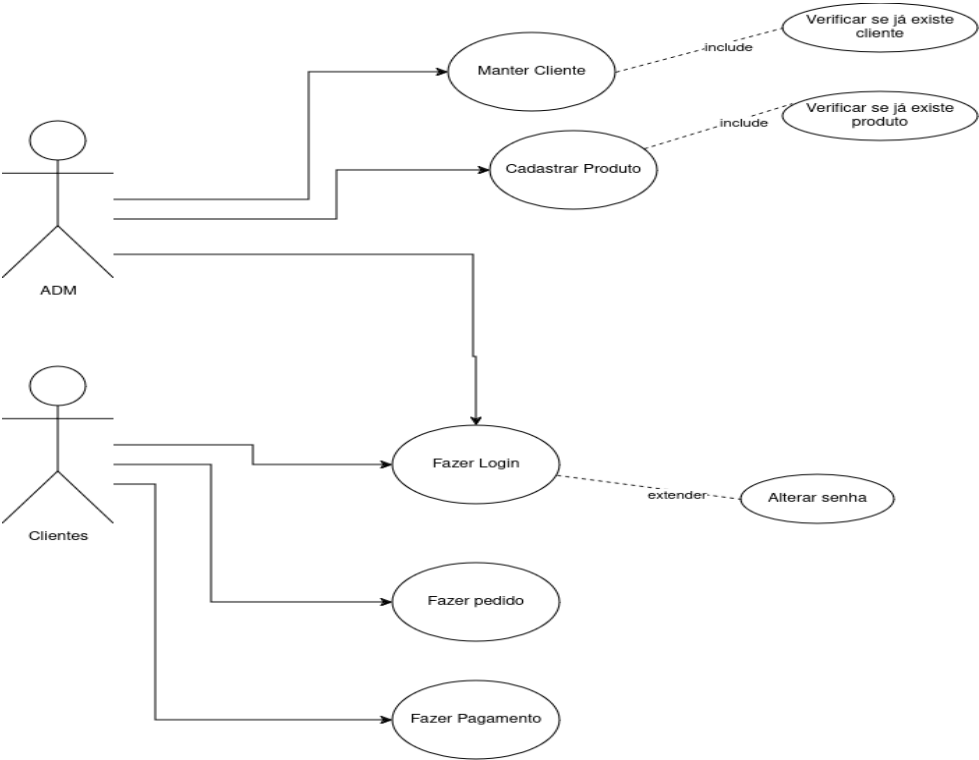 Verificar se já existe
cliente
include
Manter Cliente
Verificar se já existe
produto
include
Cadastrar Produto
ADM
Fazer Login
extender
Alterar senha
Clientes
Fazer pedido
Fazer Pagamento